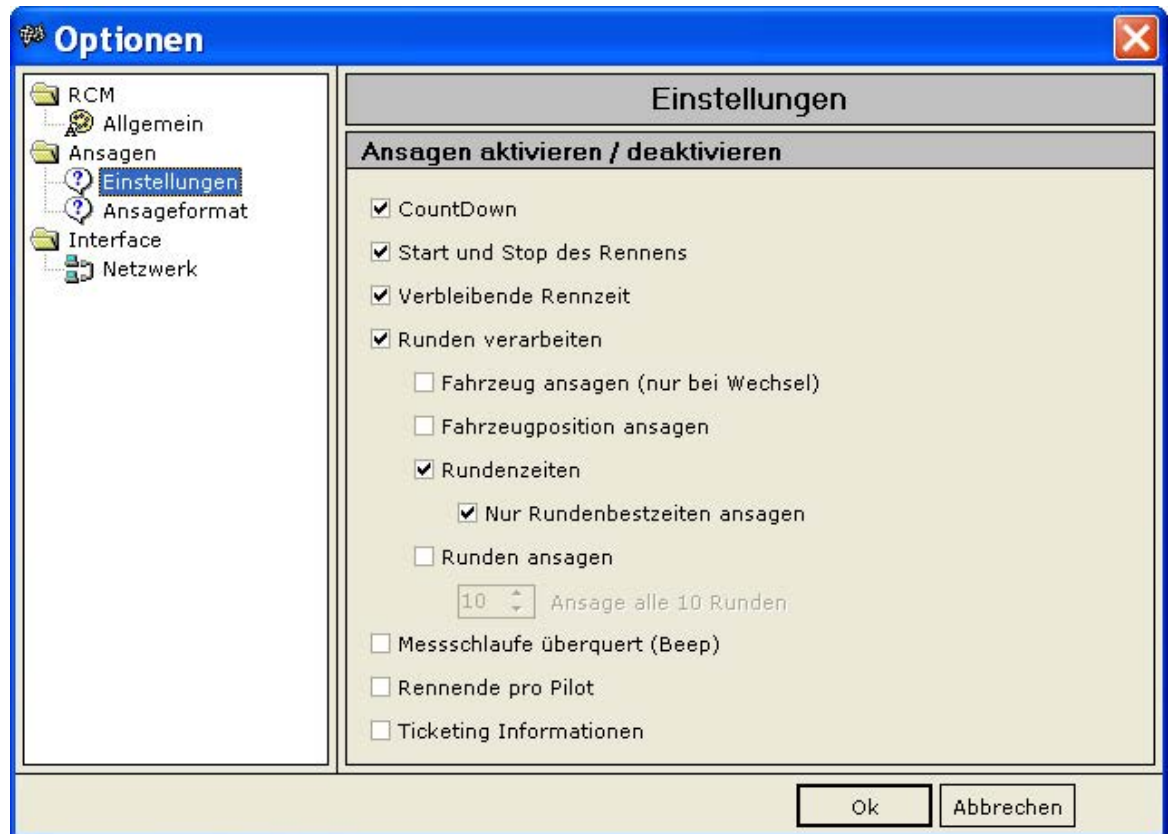 Optionen
RCM
Allgemein
Ansagen
Einstellungen
Ansageformat
Interface
Netzwerk
Einstellungen
Ansagen aktivieren / deaktivieren
CountDown
Start und Stop des Rennens
Verbleibende Rennzeit
Runden verarbeiten
Fahrzeug ansagen (nur bei Wechsel)
Fahrzeugposition ansagen
Rundenzeiten
Nur Rundenbestzeiten ansagen
Runden ansagen
10 Ansage alle 10 Runden
Messschlaufe überquert (Beep)
Rennende pro Pilot
Ticketing Informationen
Ok Abbrechen